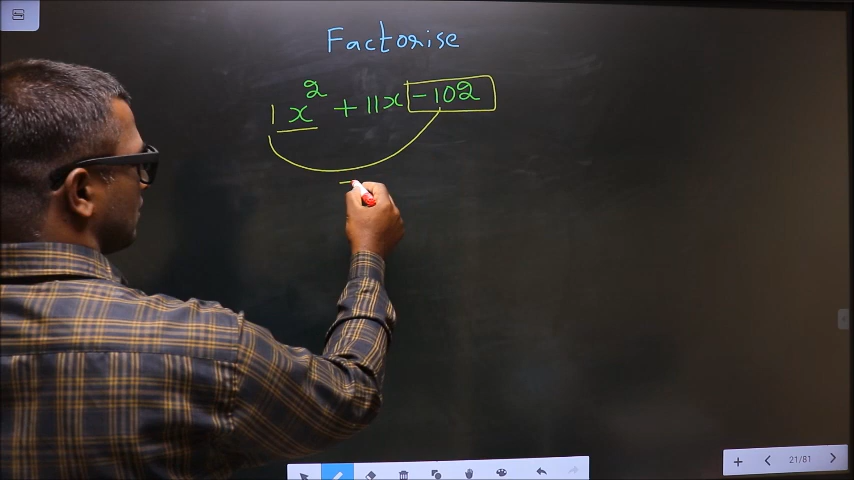 Factorise
1x² + 11x - 102
21/81